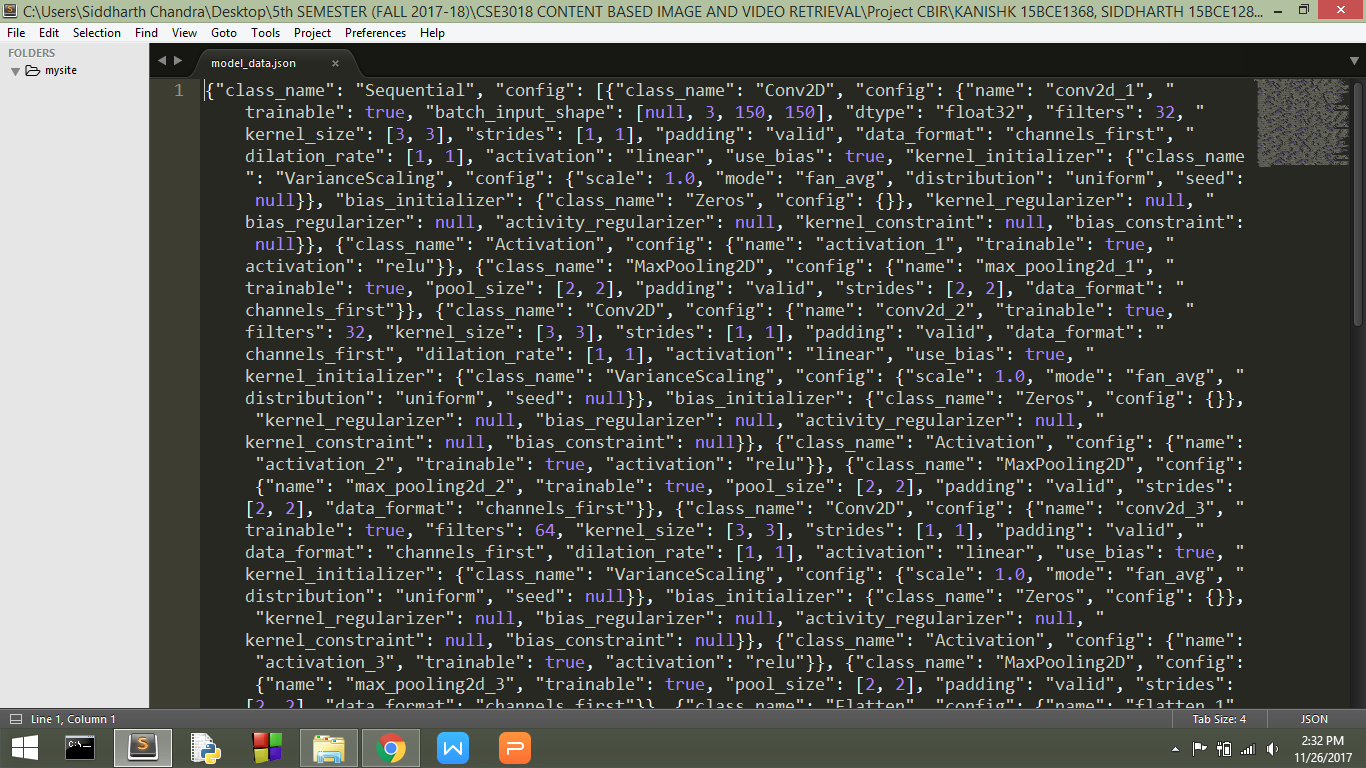 C:\Users\Siddharth Chandra\Desktop\5th SEMESTER (FALL 2017-18)\CSE3018 CONTENT BASED IMAGE AND VIDEO RETRIEVAL\Project CBIR\KANISHK 15BCE1368, SIDDHARTH 15BCE128...
File Edit Selection Find View Goto Tools Project Preferences Help
FOLDERS
mysite
model_data.json
1 {"class_name": "Sequential", "config": [{"class_name": "Conv2D", "config": {"name": "conv2d_1", "
trainable": true, "batch_input_shape": [null, 3, 150, 150], "dtype": "float32", "filters": 32, "
kernel_size": [3, 3], "strides": [1, 1], "padding": "valid", "data_format": "channels_first", "
dilation_rate": [1, 1], "activation": "linear", "use_bias": true, "kernel_initializer": {"class_name
": "VarianceScaling", "config": {"scale": 1.0, "mode": "fan_avg", "distribution": "uniform", "seed":
null}}, "bias_initializer": {"class_name": "Zeros", "config": {}}, "kernel_regularizer": null, "
bias_regularizer": null, "activity_regularizer": null, "kernel_constraint": null, "bias_constraint":
null}}, {"class_name": "Activation", "config": {"name": "activation_1", "trainable": true, "
activation": "relu"}}, {"class_name": "MaxPooling2D", "config": {"name": "max_pooling2d_1", "
trainable": true, "pool_size": [2, 2], "padding": "valid", "strides": [2, 2], "data_format": "
channels_first"}}, {"class_name": "Conv2D", "config": {"name": "conv2d_2", "trainable": true, "
filters": 32, "kernel_size": [3, 3], "strides": [1, 1], "padding": "valid", "data_format": "
channels_first", "dilation_rate": [1, 1], "activation": "linear", "use_bias": true, "
kernel_initializer": {"class_name": "VarianceScaling", "config": {"scale": 1.0, "mode": "fan_avg", "
distribution": "uniform", "seed": null}}, "bias_initializer": {"class_name": "Zeros", "config": {}},
"kernel_regularizer": null, "bias_regularizer": null, "activity_regularizer": null, "
kernel_constraint": null, "bias_constraint": null}}, {"class_name": "Activation", "config": {"name":
"activation_2", "trainable": true, "activation": "relu"}}, {"class_name": "MaxPooling2D", "config":
{"name": "max_pooling2d_2", "trainable": true, "pool_size": [2, 2], "padding": "valid", "strides":
[2, 2], "data_format": "channels_first"}}, {"class_name": "Conv2D", "config": {"name": "conv2d_3", "
trainable": true, "filters": 64, "kernel_size": [3, 3], "strides": [1, 1], "padding": "valid", "
data_format": "channels_first", "dilation_rate": [1, 1], "activation": "linear", "use_bias": true, "
kernel_initializer": {"class_name": "VarianceScaling", "config": {"scale": 1.0, "mode": "fan_avg", "
distribution": "uniform", "seed": null}}, "bias_initializer": {"class_name": "Zeros", "config": {}},
"kernel_regularizer": null, "bias_regularizer": null, "activity_regularizer": null, "
kernel_constraint": null, "bias_constraint": null}}, {"class_name": "Activation", "config": {"name":
"activation_3", "trainable": true, "activation": "relu"}}, {"class_name": "MaxPooling2D", "config":
{"name": "max_pooling2d_3", "trainable": true, "pool_size": [2, 2], "padding": "valid", "strides":
[2, 2], "data_format": "channels_first"}}, {"class_name": "Flatten", "config": {"name": "flatten_1"
Line 1, Column 1
Tab Size: 4
JSON
2:32 PM
11/26/2017